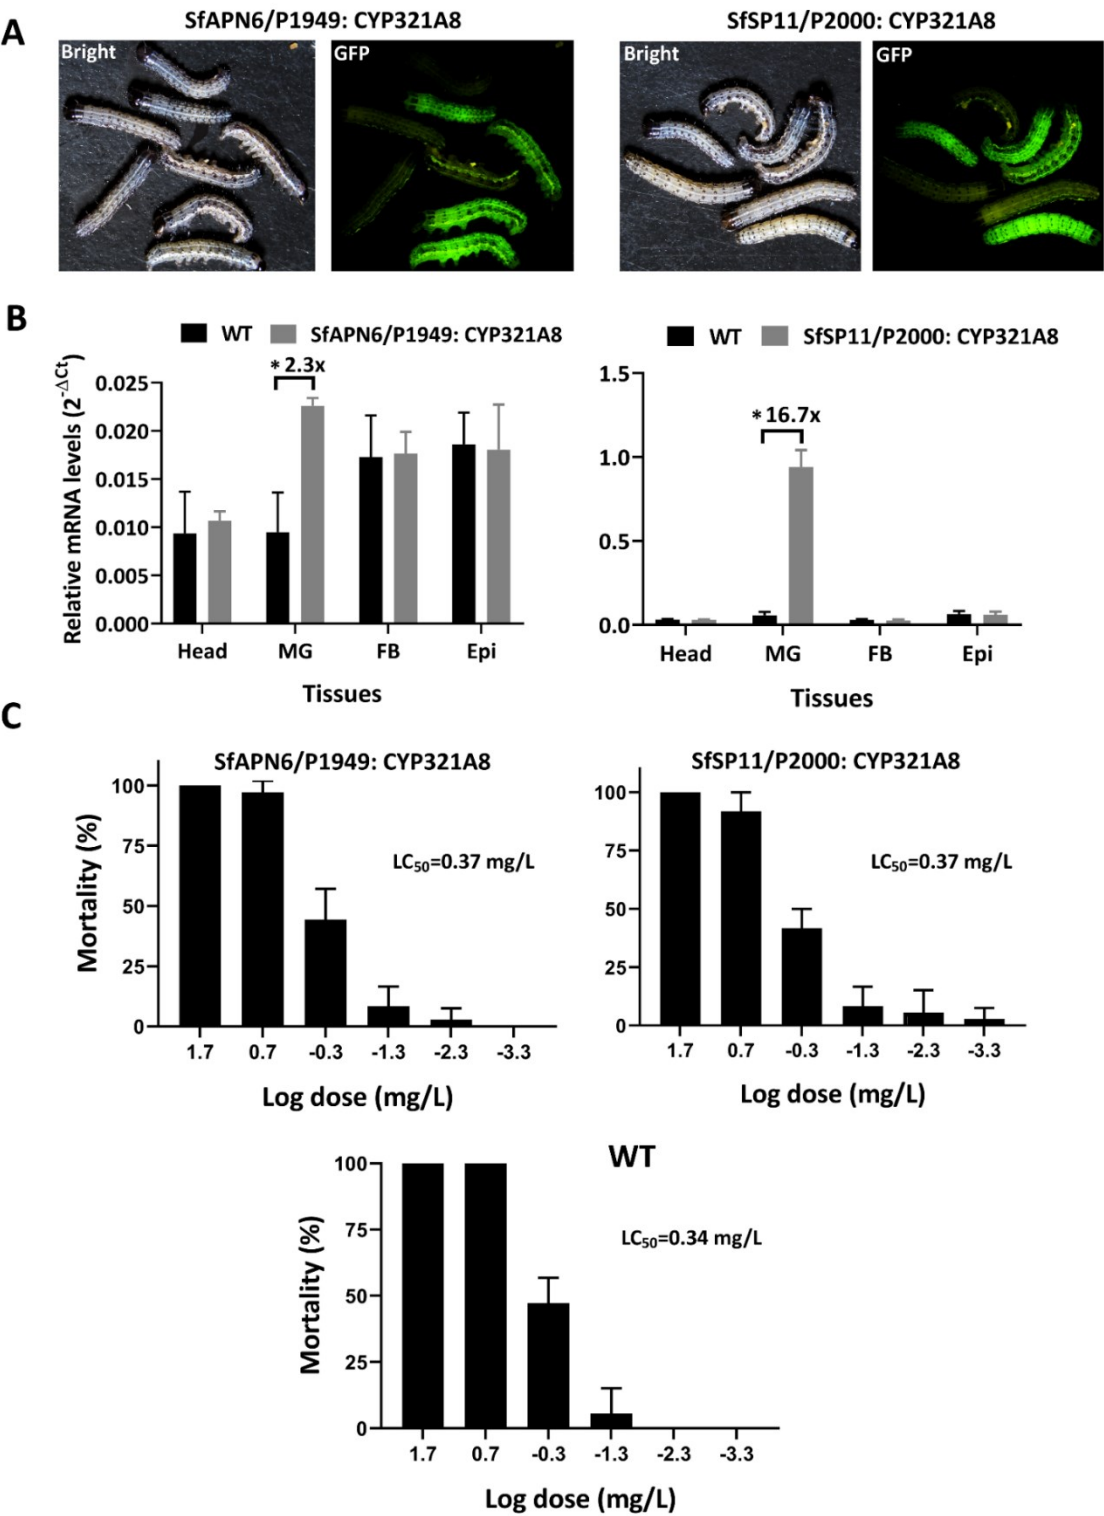 A
SfAPN6/P1949: CYP321A8
SfSP11/P2000: CYP321A8
Bright
GFP
Bright
GFP
B
WT
SfAPN6/P1949: CYP321A8
WT
SfSP11/P2000: CYP321A8
Relative mRNA levels (2^-ΔCt)
0.025
0.020
0.015
0.010
0.005
0.000
* 2.3x
Head MG FB Epi
Tissues
1.5
1.0
0.5
0.0
* 16.7x
Head MG FB Epi
Tissues
C
SfAPN6/P1949: CYP321A8
Mortality (%)
100
75
50
25
0
LC50=0.37 mg/L
1.7 0.7 -0.3 -1.3 -2.3 -3.3
Log dose (mg/L)
SfSP11/P2000: CYP321A8
100
75
50
25
0
LC50=0.37 mg/L
1.7 0.7 -0.3 -1.3 -2.3 -3.3
Log dose (mg/L)
WT
Mortality (%)
100
75
50
25
0
LC50=0.34 mg/L
1.7 0.7 -0.3 -1.3 -2.3 -3.3
Log dose (mg/L)